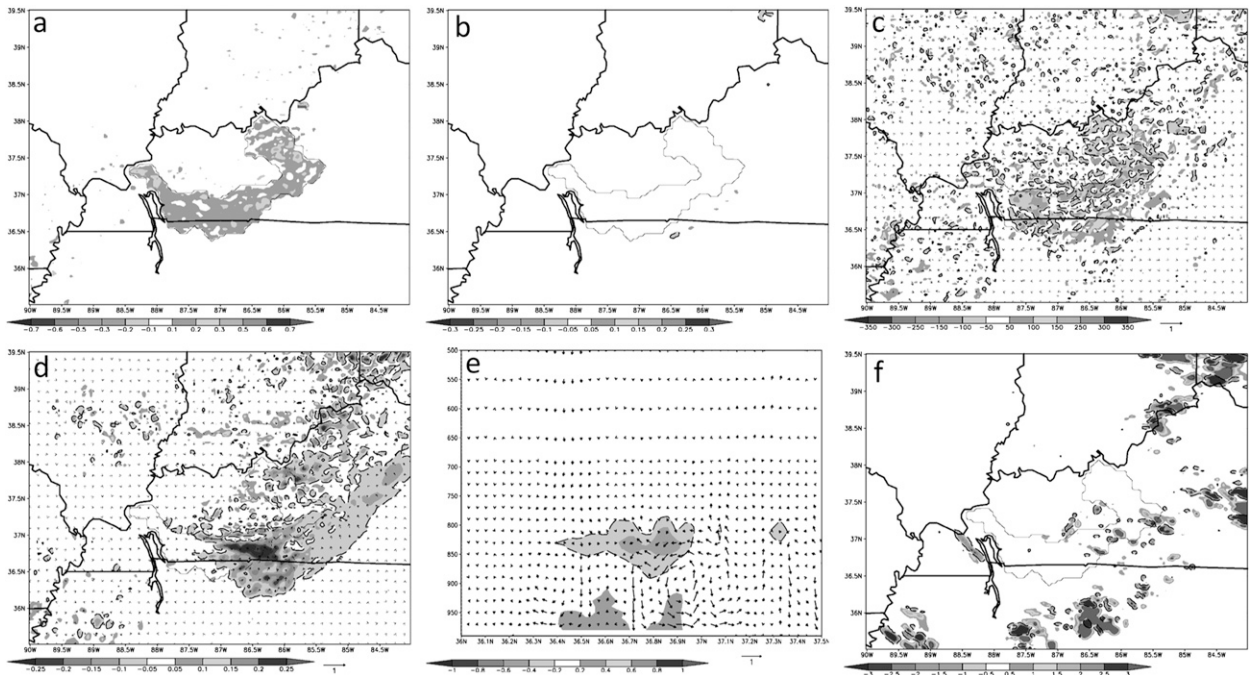 a
39.5N
39N
38.5N
38N
37.5N
37N
36.5N
36N
90W 89.5W 89W 88.5W 88W 87.5W 87W 86.5W 86W 85.5W 85W 84.5W
-0.7 -0.6 -0.5 -0.3 -0.2 -0.1 0.1 0.2 0.3 0.5 0.6
b
39.5N
39N
38.5N
38N
37.5N
37N
36.5N
36N
90W 89.5W 89W 88.5W 88W 87.5W 87W 86.5W 86W 85.5W 85W 84.5W
-0.3 -0.25 -0.2 -0.15 -0.1 -0.05 0.05 0.1 0.15 0.2 0.25 0.3
c
39.5N
39N
38.5N
38N
37.5N
37N
36.5N
36N
90W 89.5W 89W 88.5W 88W 87.5W 87W 86.5W 86W 85.5W 85W 84.5W
-350 -300 -250 -150 -100 -50 50 100 150 300 350
1
d
39.5N
39N
38.5N
38N
37.5N
37N
36.5N
36N
90W 89.5W 89W 88.5W 88W 87.5W 87W 86.5W 86W 85.5W 85W 84.5W
-0.25 -0.2 -0.15 -0.1 -0.05 0.05 0.1 0.15 0.2 0.25
1
e
500
550
600
650
700
750
800
850
900
950
36N 36.1N 36.2N 36.3N 36.4N 36.5N 36.6N 36.7N 36.8N 36.9N 37N 37.1N 37.2N 37.3N 37.4N 37.5N
-1 -0.8 -0.6 -0.4 -0.2 0.2 0.4 0.6 0.8 1
1
f
39.5N
39N
38.5N
38N
37.5N
37N
36.5N
36N
90W 89.5W 89W 88.5W 88W 87.5W 87W 86.5W 86W 85.5W 85W 84.5W
-3 -2.5 -2 -1.5 -1 -0.5 0.5 1 1.5 2 2.5 3